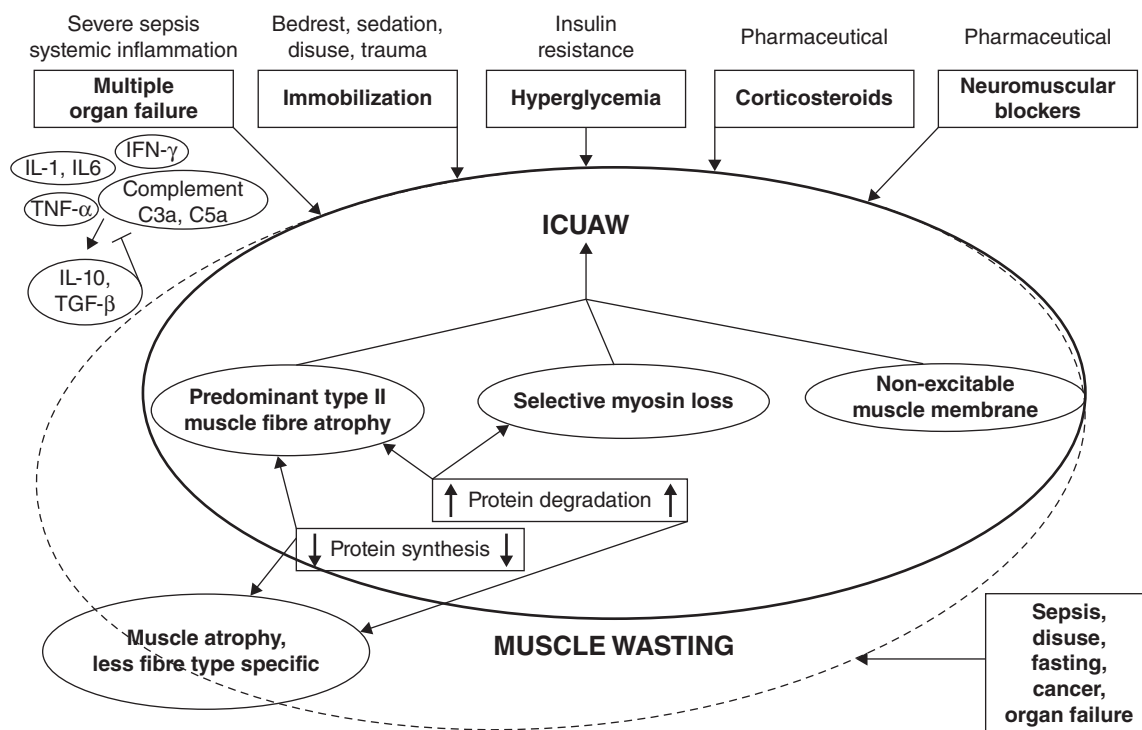 Severe sepsis
systemic inflammation
Multiple
organ failure
Bedrest, sedation,
disuse, trauma
Immobilization
Insulin
resistance
Hyperglycemia
Pharmaceutical
Corticosteroids
Pharmaceutical
Neuromuscular
blockers
IFN-γ
IL-1, IL6
Complement
C3a, C5a
TNF-α
IL-10,
TGF-β
ICUAW
Predominant type II
muscle fibre atrophy
Selective myosin loss
Non-excitable
muscle membrane
Protein degradation
Protein synthesis
Muscle atrophy,
less fibre type specific
MUSCLE WASTING
Sepsis,
disuse,
fasting,
cancer,
organ failure